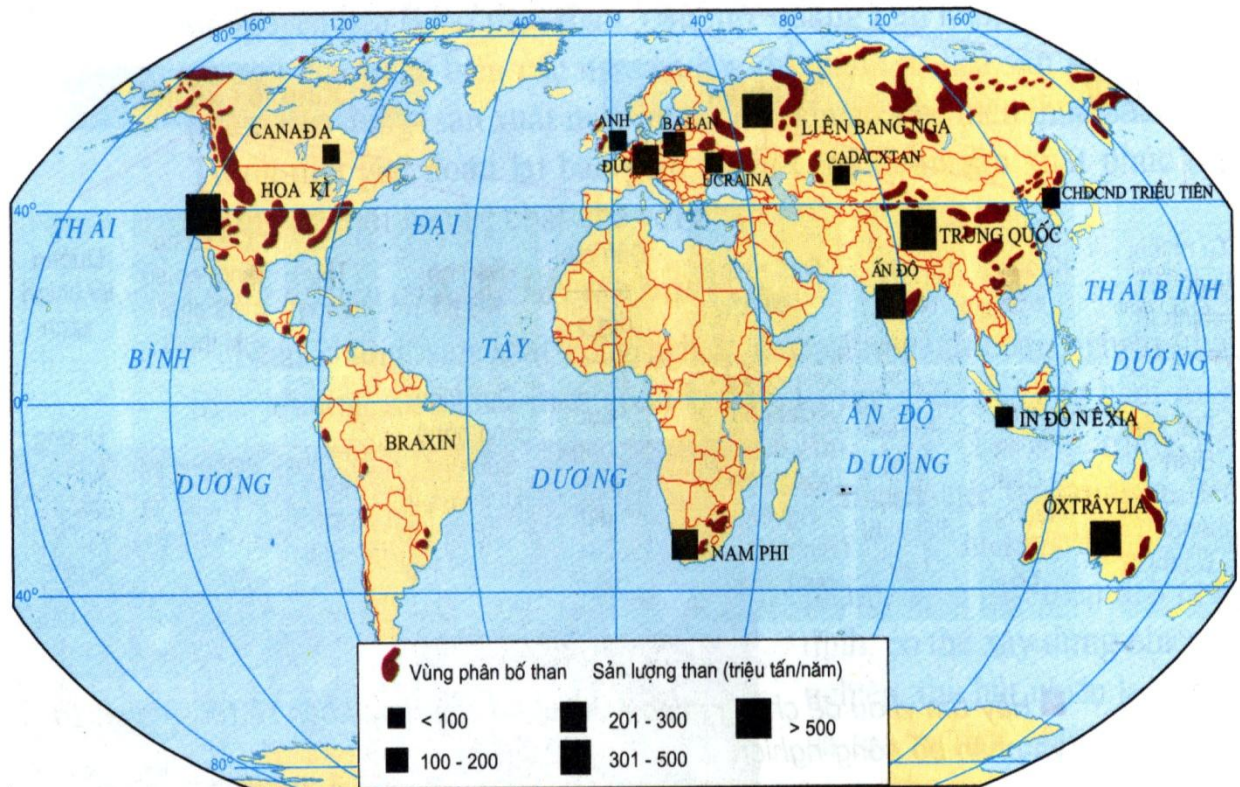 80° 160° 120° 80° 40° 0° 40° 80° 120° 160°
CANAĐA
ANH
BA LAN
LIÊN BANG NGA
ĐỨC
UCRAINA
CADĂCXTAN
HOA KÌ
CHDCND TRIỀU TIÊN
40°
THÁI
ĐẠI
TRUNG QUỐC
ẤN ĐỘ
THÁI BÌNH
BÌNH
TÂY
DƯƠNG
0°
ẤN ĐỘ
IN ĐÔ NÊXIA
BRAXIN
DƯƠNG
DƯƠNG
DƯƠNG
ÔXTRÂYLIA
NAM PHI
40°
Vùng phân bố than
Sản lượng than (triệu tấn/năm)
< 100
201 - 300
> 500
100 - 200
301 - 500
80°